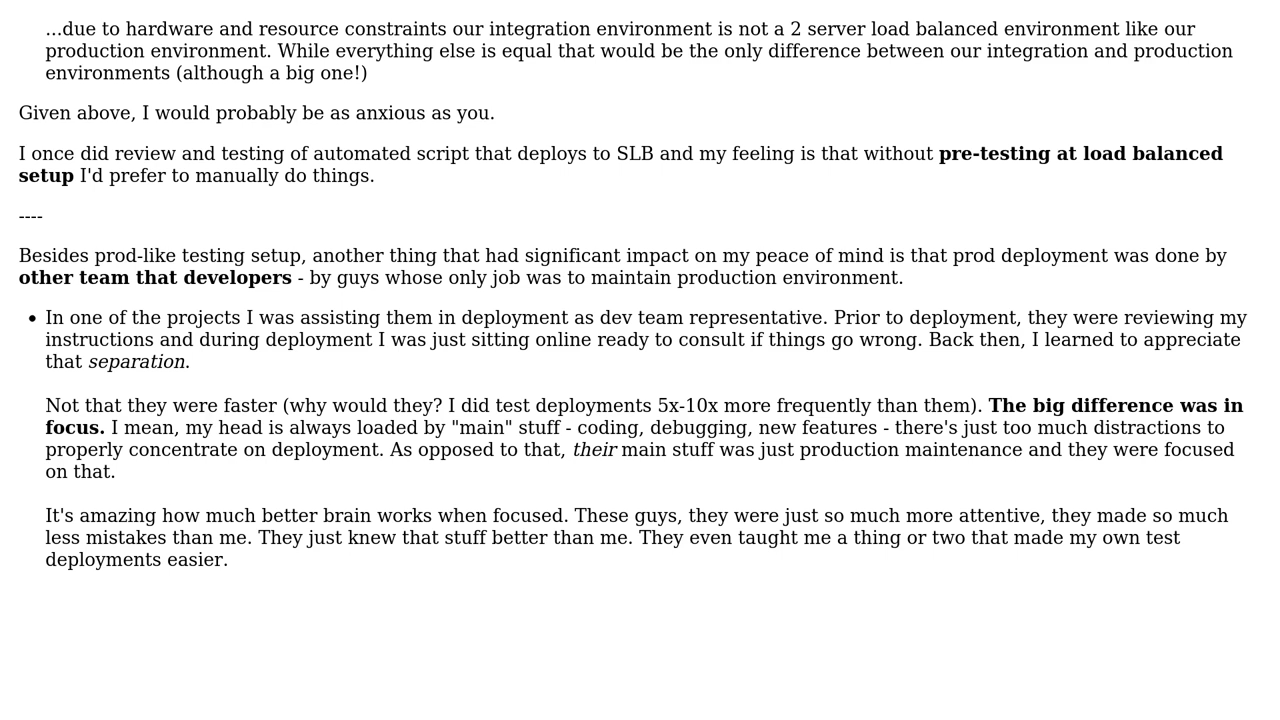 ...due to hardware and resource constraints our integration environment is not a 2 server load balanced environment like our
production environment. While everything else is equal that would be the only difference between our integration and production
environments (although a big one!)
Given above, I would probably be as anxious as you.
I once did review and testing of automated script that deploys to SLB and my feeling is that without pre-testing at load balanced
setup I'd prefer to manually do things.
----
Besides prod-like testing setup, another thing that had significant impact on my peace of mind is that prod deployment was done by
other team that developers - by guys whose only job was to maintain production environment.
• In one of the projects I was assisting them in deployment as dev team representative. Prior to deployment, they were reviewing my
instructions and during deployment I was just sitting online ready to consult if things go wrong. Back then, I learned to appreciate
that separation.
Not that they were faster (why would they? I did test deployments 5x-10x more frequently than them). The big difference was in
focus. I mean, my head is always loaded by "main" stuff - coding, debugging, new features - there's just too much distractions to
properly concentrate on deployment. As opposed to that, their main stuff was just production maintenance and they were focused
on that.
It's amazing how much better brain works when focused. These guys, they were just so much more attentive, they made so much
less mistakes than me. They just knew that stuff better than me. They even taught me a thing or two that made my own test
deployments easier.